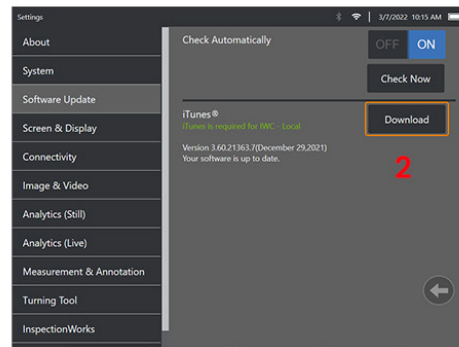 Settings
3/7/2022 10:15 AM
About
System
Software Update
Screen & Display
Connectivity
Image & Video
Analytics (Still)
Analytics (Live)
Measurement & Annotation
Turning Tool
InspectionWorks
Check Automatically
OFF ON
Check Now
iTunes®
iTunes is required for IWC - Local
Download
Version 3.60.21363.7(December 29,2021)
Your software is up to date.
2